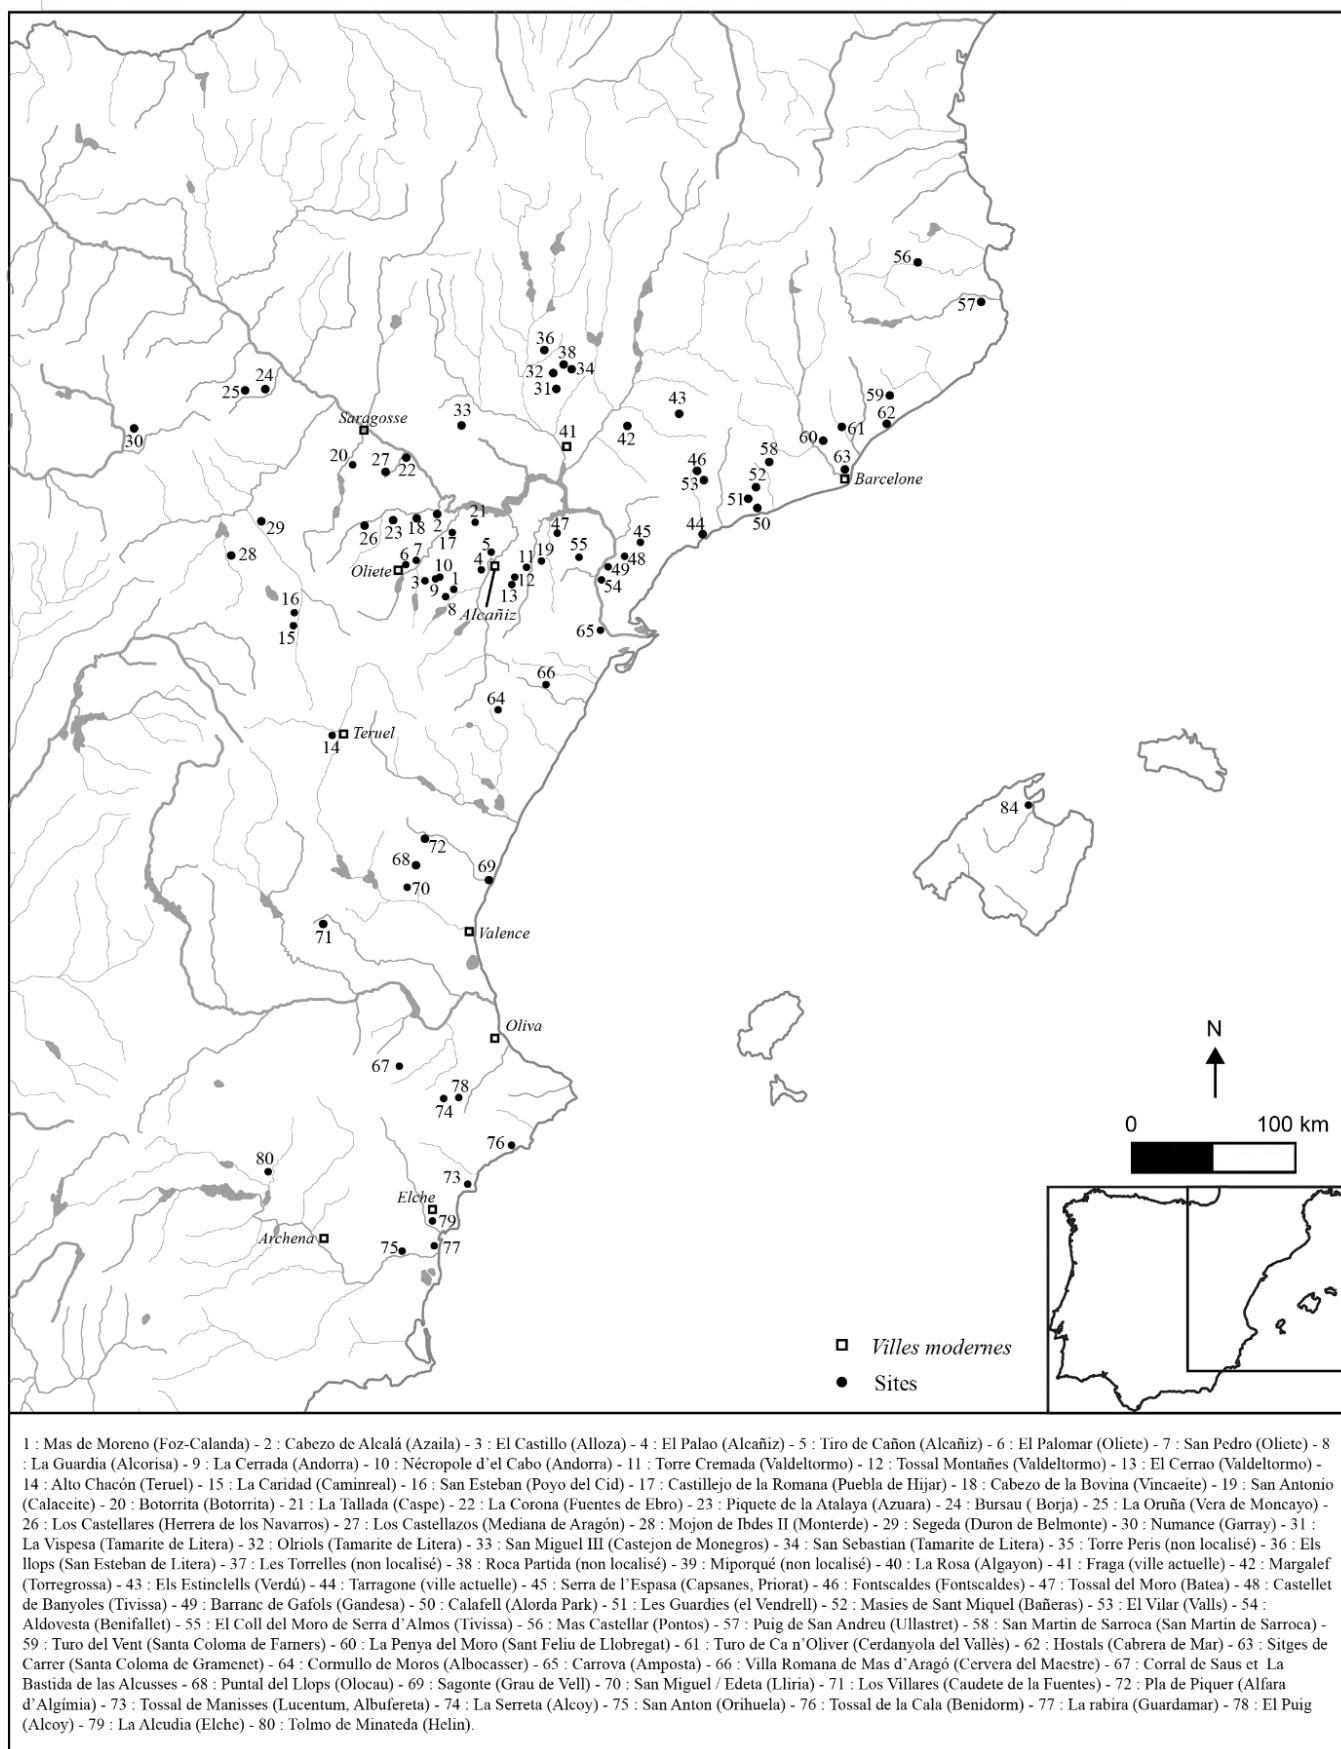 56
57
36
38
32
34
31
24
25
59
62
33
43
Saragosse
41
42
61
60
30
20
27
22
58
46
63
Barcelone
53
52
51
50
29
26
23
18
2
21
17
47
44
45
28
5
19
55
48
Oliete
6
7
4
11
49
3
10
9
1
12
13
54
8
Alcañiz
16
15
65
66
64
14
Teruel
84
72
68
69
70
71
Valence
Oliva
N
67
78
74
0
100 km
76
80
73
Elche
79
Archena
75
77
Villes modernes
Sites
1 : Mas de Moreno (Foz-Calanda) - 2 : Cabezo de Alcalá (Azaila) - 3 : El Castillo (Alloza) - 4 : El Palao (Alcañiz) - 5 : Tiro de Cañon (Alcañiz) - 6 : El Palomar (Oliete) - 7 : San Pedro (Oliete) - 8
: La Guardia (Alcorisa) - 9 : La Cerrada (Andorra) - 10 : Nécropole d’el Cabo (Andorra) - 11 : Torre Cremada (Valdeltormo) - 12 : Tossal Montañes (Valdeltormo) - 13 : El Cerrao (Valdeltormo) -
14 : Alto Chacón (Teruel) - 15 : La Caridad (Caminreal) - 16 : San Esteban (Poyo del Cid) - 17 : Castillejo de la Romana (Puebla de Hijar) - 18 : Cabezo de la Bovina (Vincaeite) - 19 : San Antonio
(Calaceite) - 20 : Botorrita (Botorrita) - 21 : La Tallada (Caspe) - 22 : La Corona (Fuentes de Ebro) - 23 : Piquete de la Atalaya (Azuara) - 24 : Bursau ( Borja) - 25 : La Oruña (Vera de Moncayo) -
26 : Los Castellares (Herrera de los Navarros) - 27 : Los Castellazos (Mediana de Aragón) - 28 : Mojon de Ibdes II (Monterde) - 29 : Segeda (Duron de Belmonte) - 30 : Numance (Garray) - 31 :
La Vispesa (Tamarite de Litera) - 32 : Olriols (Tamarite de Litera) - 33 : San Miguel III (Castejon de Monegros) - 34 : San Sebastian (Tamarite de Litera) - 35 : Torre Peris (non localisé) - 36 : Els
llops (San Esteban de Litera) - 37 : Les Torrelles (non localisé) - 38 : Roca Partida (non localisé) - 39 : Miporqué (non localisé) - 40 : La Rosa (Algayon) - 41 : Fraga (ville actuelle) - 42 : Margalef
(Torregrossa) - 43 : Els Estinclells (Verdú) - 44 : Tarragone (ville actuelle) - 45 : Serra de l’Espasa (Capsanes, Priorat) - 46 : Fontscaldes (Fontscaldes) - 47 : Tossal del Moro (Batea) - 48 : Castellet
de Banyoles (Tivissa) - 49 : Barranc de Gafols (Gandesa) - 50 : Calafell (Alorda Park) - 51 : Les Guardies (el Vendrell) - 52 : Masies de Sant Miquel (Bañeras) - 53 : El Vilar (Valls) - 54 :
Aldovesta (Benifallet) - 55 : El Coll del Moro de Serra d’Almos (Tivissa) - 56 : Mas Castellar (Pontos) - 57 : Puig de San Andreu (Ullastret) - 58 : San Martin de Sarroca (San Martin de Sarroca) -
59 : Turo del Vent (Santa Coloma de Farners) - 60 : La Penya del Moro (Sant Feliu de Llobregat) - 61 : Turo de Ca n’Oliver (Cerdanyola del Vallès) - 62 : Hostals (Cabrera de Mar) - 63 : Sitges de
Carrer (Santa Coloma de Gramenet) - 64 : Cormullo de Moros (Albocasser) - 65 : Carrova (Amposta) - 66 : Villa Romana de Mas d’Aragó (Cervera del Maestre) - 67 : Corral de Saus et La
Bastida de las Alcusses - 68 : Puntal del Llops (Olocau) - 69 : Sagonte (Grau de Vell) - 70 : San Miguel / Edeta (Lliria) - 71 : Los Villares (Caudete de la Fuentes) - 72 : Pla de Piquer (Alfara
d’Algímia) - 73 : Tossal de Manisses (Lucentum, Albufereta) - 74 : La Serreta (Alcoy) - 75 : San Anton (Orihuela) - 76 : Tossal de la Cala (Benidorm) - 77 : La rabira (Guardamar) - 78 : El Puig
(Alcoy) - 79 : La Alcudia (Elche) - 80 : Tolmo de Minateda (Helin).